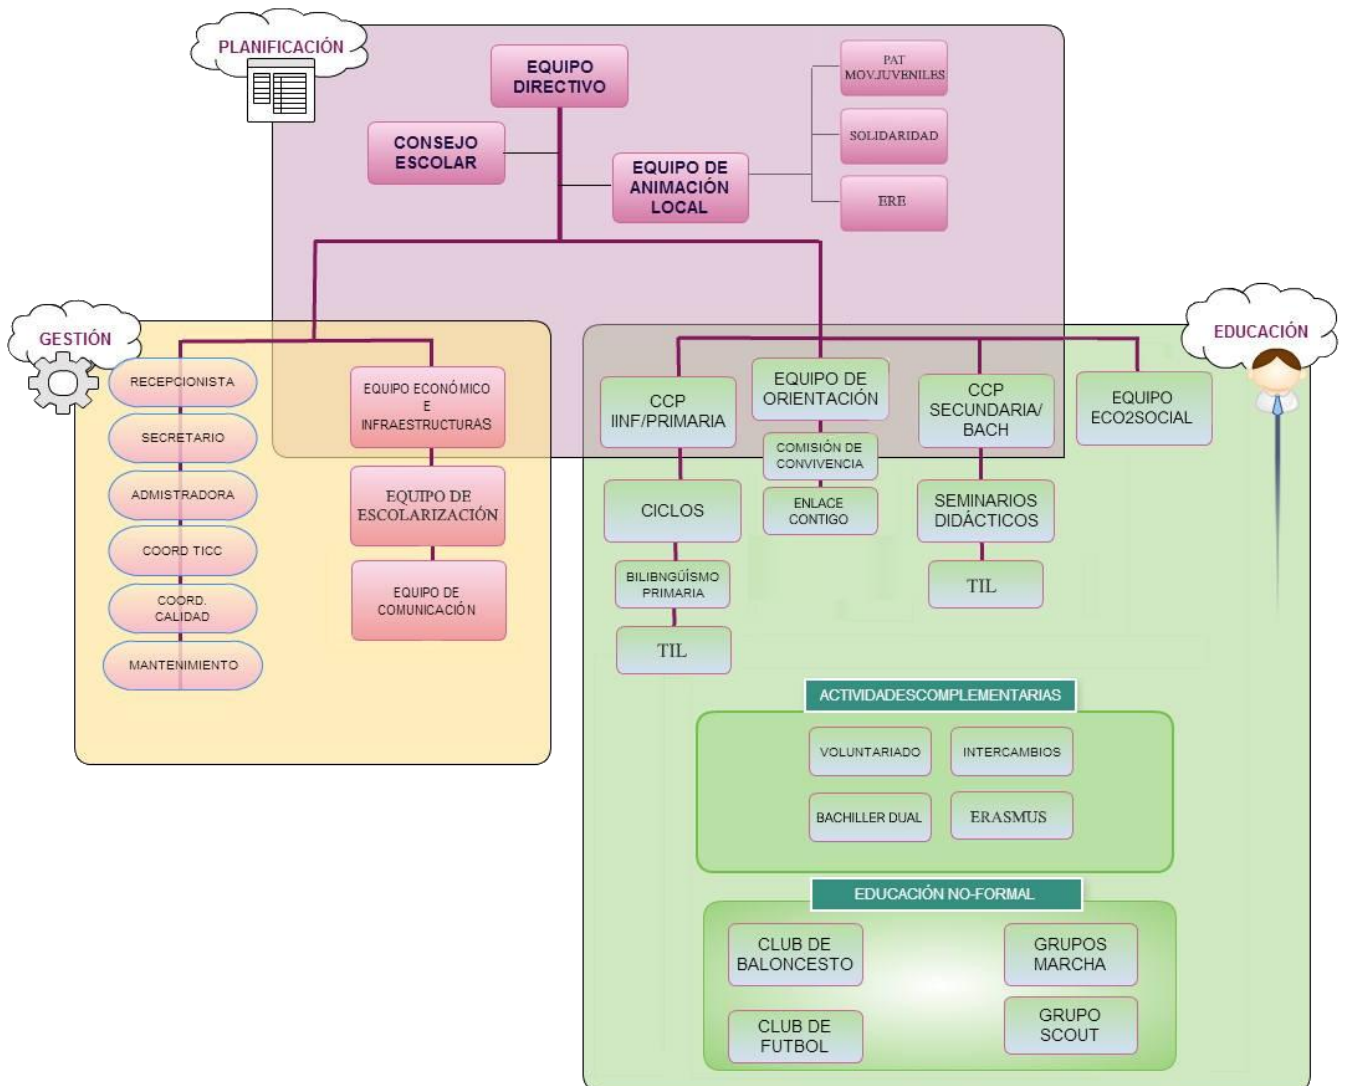 PLANIFICACIÓN
EQUIPO
DIRECTIVO
CONSEJO
ESCOLAR
EQUIPO DE
ANIMACIÓN
LOCAL
PAT
MOV.JUVENILES
SOLIDARIDAD
ERE
GESTIÓN
RECEPCIONISTA
SECRETARIO
ADMISTRADORA
COORD TICC
COORD.
CALIDAD
MANTENIMIENTO
EQUIPO ECONÓMICO
E
INFRAESTRUCTURAS
EQUIPO DE
ESCOLARIZACIÓN
EQUIPO DE
COMUNICACIÓN
EDUCACIÓN
CCP
IINF/PRIMARIA
CICLOS
BILIBNGÜÍSMO
PRIMARIA
TIL
EQUIPO DE
ORIENTACIÓN
COMISIÓN DE
CONVIVENCIA
ENLACE
CONTIGO
CCP
SECUNDARIA/
BACH
SEMINARIOS
DIDÁCTICOS
TIL
EQUIPO
ECO2SOCIAL
ACTIVIDADESCOMPLEMENTARIAS
VOLUNTARIADO
INTERCAMBIOS
BACHILLER DUAL
ERASMUS
EDUCACIÓN NO-FORMAL
CLUB DE
BALONCESTO
GRUPOS
MARCHA
CLUB DE
FUTBOL
GRUPO
SCOUT